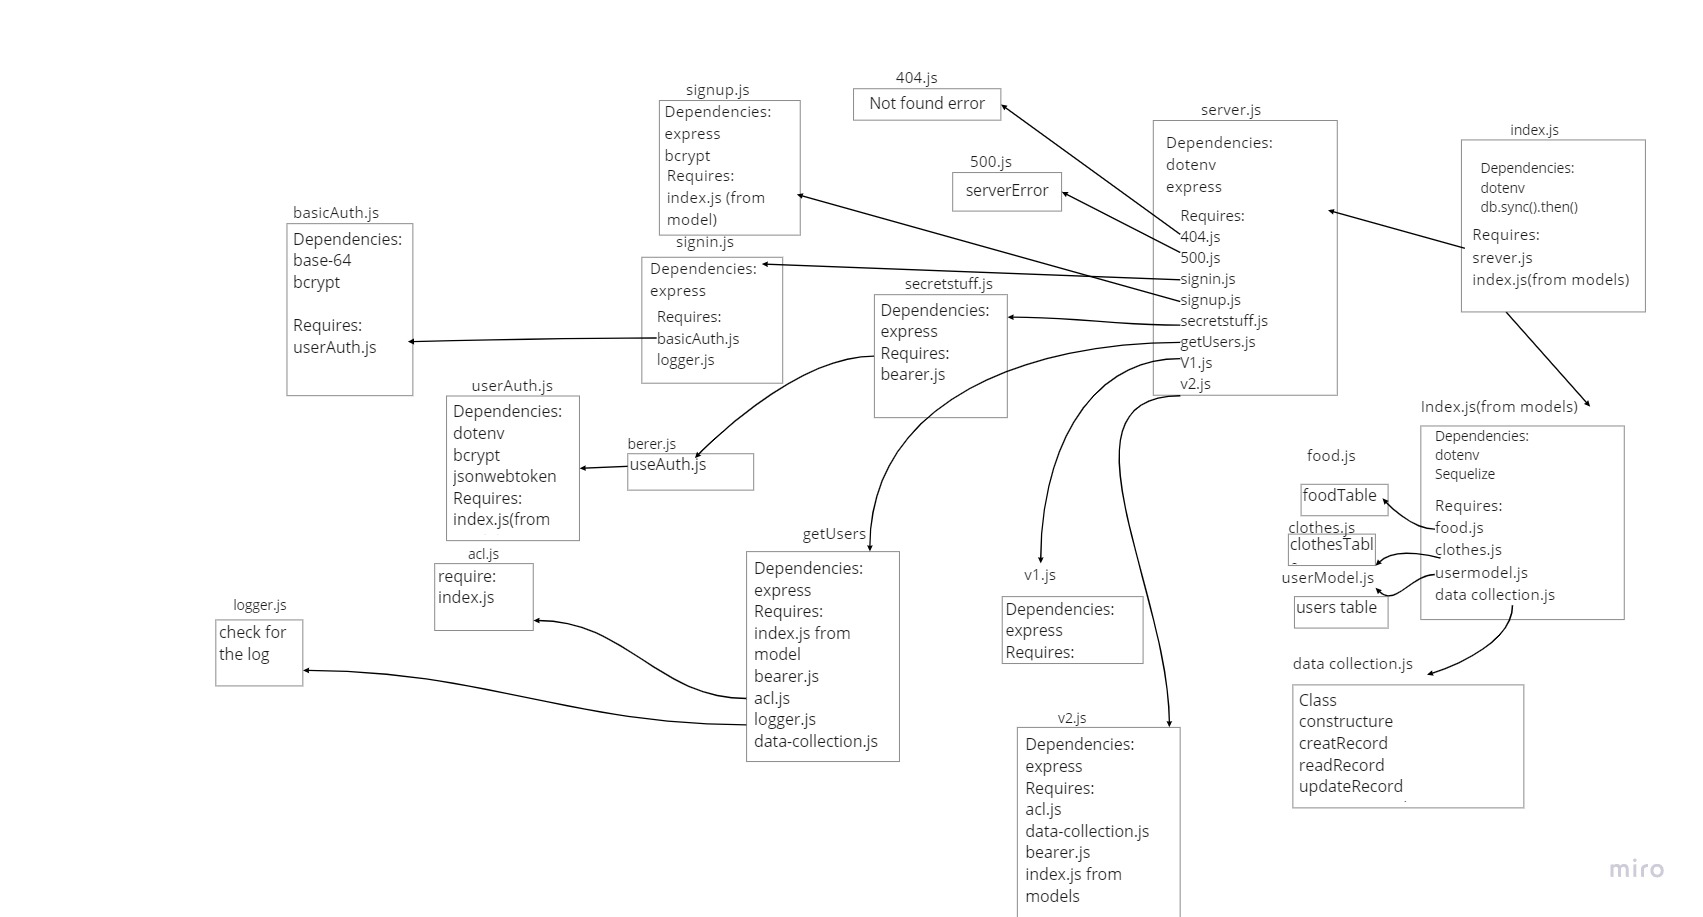 404.js
Not found error
signup.js
Dependencies:
express
bcrypt
Requires:
index.js (from
model)
server.js
Dependencies:
dotenv
express
Requires:
404.js
500.js
signin.js
signup.js
secretstuff.js
getUsers.js
V1.js
v2.js
index.js
Dependencies:
dotenv
db.sync().then()
Requires:
srever.js
index.js(from models)
500.js
serverError
basicAuth.js
Dependencies:
base-64
bcrypt
Requires:
userAuth.js
signin.js
Dependencies:
express
Requires:
basicAuth.js
logger.js
secretstuff.js
Dependencies:
express
Requires:
bearer.js
userAuth.js
Dependencies:
dotenv
bcrypt
jsonwebtoken
Requires:
index.js(from
berer.js
useAuth.js
Index.js(from models)
Dependencies:
dotenv
Sequelize
Requires:
food.js
clothes.js
usermodel.js
data collection.js
food.js
foodTable
clothes.js
clothesTabl
userModel.js
users table
acl.js
require:
index.js
logger.js
check for
the log
getUsers
Dependencies:
express
Requires:
index.js from
model
bearer.js
acl.js
logger.js
data-collection.js
v1.js
Dependencies:
express
Requires:
data collection.js
Class
constructure
creatRecord
readRecord
updateRecord
v2.js
Dependencies:
express
Requires:
acl.js
data-collection.js
bearer.js
index.js from
models
miro